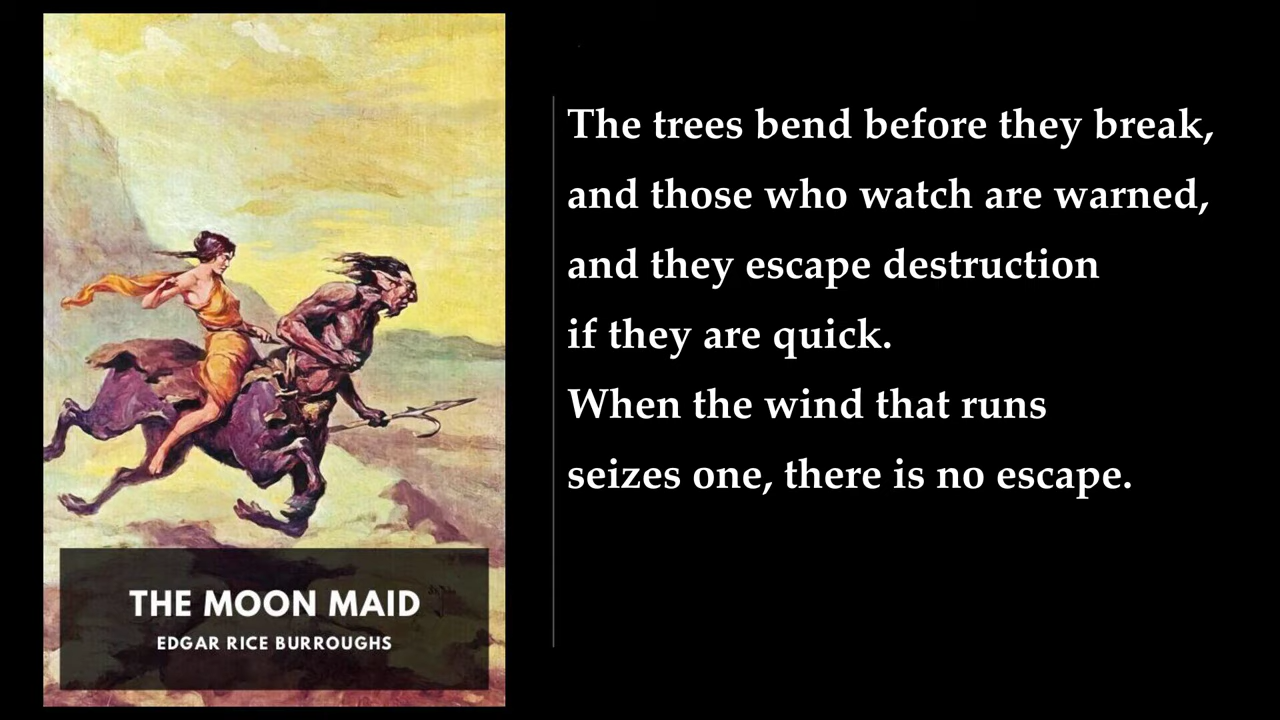 The trees bend before they break,
and those who watch are warned,
and they escape destruction
if they are quick.
When the wind that runs
seizes one, there is no escape.
THE MOON MAID
EDGAR RICE BURROUGHS